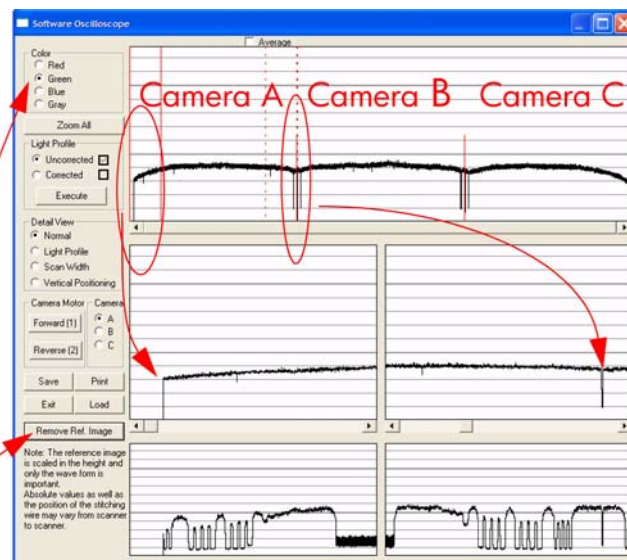 Software Oscilloscope
Average
Color
Red
Green
Blue
Gray
Zoom All
Light Profile
Uncorrected
Corrected
Execute
Detail View
Normal
Light Profile
Scan Width
Vertical Positioning
Camera Motor
Camera
Forward (1)
A
B
Reverse (2)
C
Save
Print
Exit
Load
Remove Ref. Image
Note: The reference image
is scaled in the height and
only the wave form is
important.
Absolute values as well as
the position of the stitching
wire may vary from scanner
to scanner.
Camera A
Camera B
Camera C